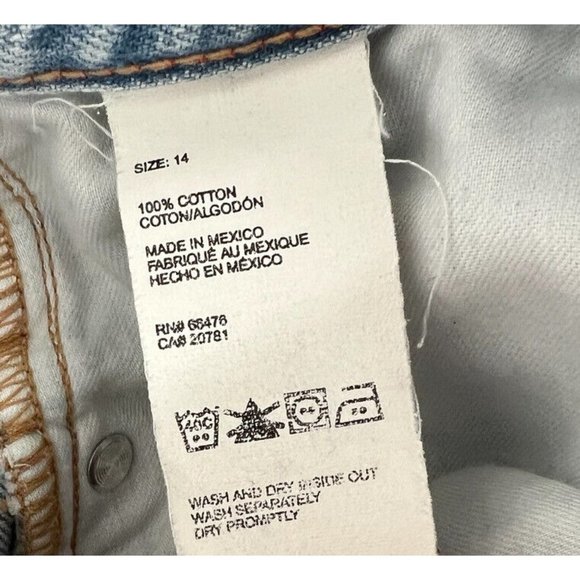 SIZE: 14
100% COTTON
COTON/ALGODÓN
MADE IN MEXICO
FABRIQUÉ AU MEXIQUE
HECHO EN MÉXICO
RN# 66476
CA# 20781
40C
WASH AND DRY INSIDE OUT
WASH SEPARATELY
DRY PROMPTLY